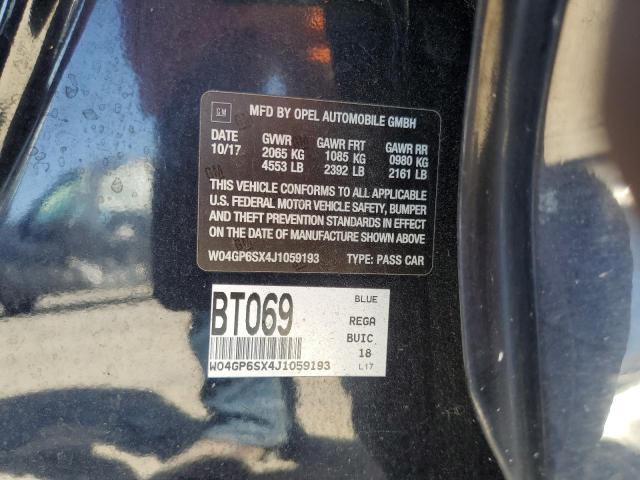 GM MFD BY OPEL AUTOMOBILE GMBH
DATE GVWR GAWR FRT GAWR RR
10/17 2065 KG 1085 KG 0980 KG
4553 LB 2392 LB 2161 LB
THIS VEHICLE CONFORMS TO ALL APPLICABLE
U.S. FEDERAL MOTOR VEHICLE SAFETY, BUMPER
AND THEFT PREVENTION STANDARDS IN EFFECT
ON THE DATE OF MANUFACTURE SHOWN ABOVE
W04GP6SX4J1059193 TYPE: PASS CAR
BT069 BLUE
REGA
BUIC
18
W04GP6SX4J1059193 L17